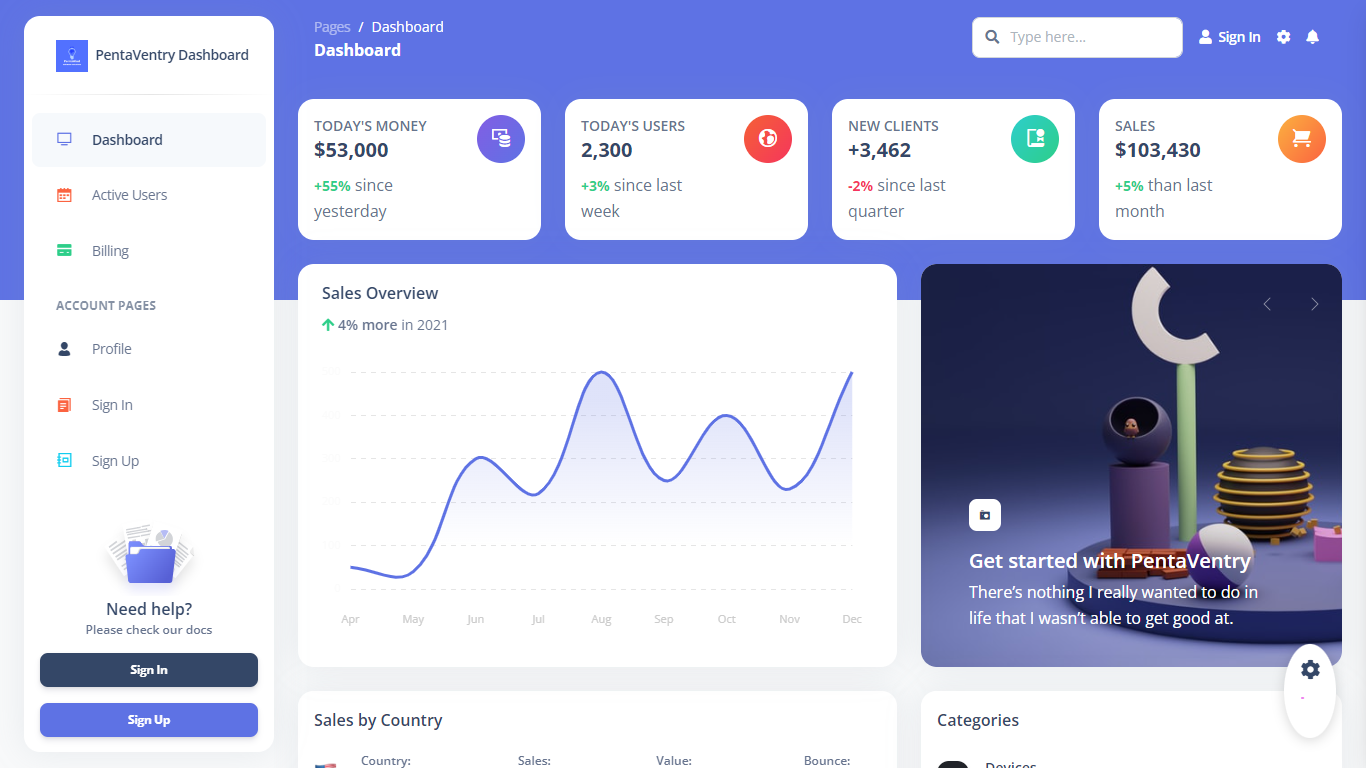 PentaVentry Dashboard
Dashboard
Active Users
Billing
ACCOUNT PAGES
Profile
Sign In
Sign Up
Need help?
Please check our docs
Sign In
Sign Up
Pages / Dashboard
Dashboard
Type here...
Sign In
TODAY'S MONEY
$53,000
+55% since
yesterday
TODAY'S USERS
2,300
+3% since last
week
NEW CLIENTS
+3,462
-2% since last
quarter
SALES
$103,430
+5% than last
month
Sales Overview
4% more in 2021
Apr May Jun Jul Aug Sep Oct Nov Dec
Get started with PentaVentry
There’s nothing I really wanted to do in
life that I wasn’t able to get good at.
Sales by Country
Country: Sales: Value: Bounce:
Categories
Devices